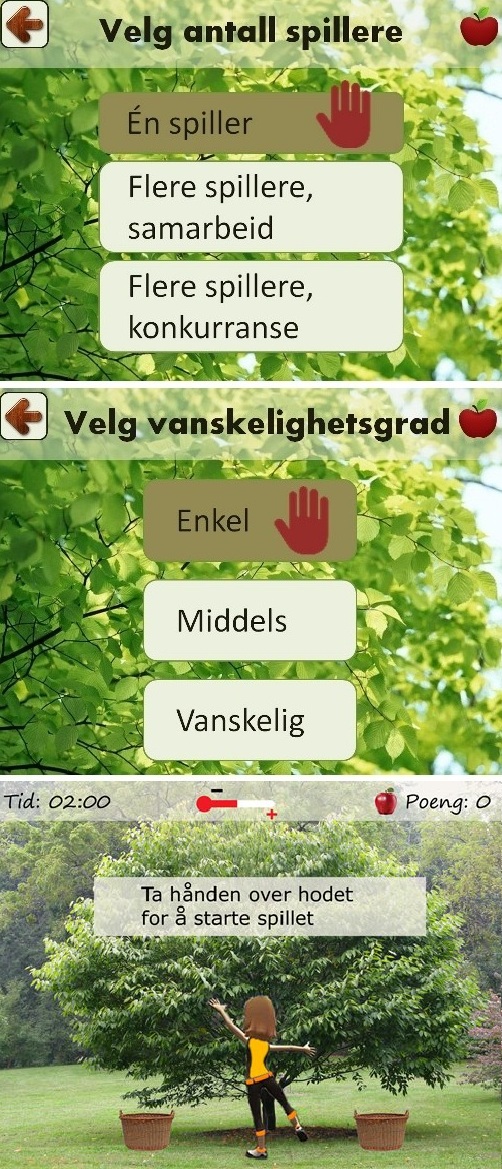 Velg antall spillere
Én spiller
Flere spillere,
samarbeid
Flere spillere,
konkurranse
Velg vanskelighetsgrad
Enkel
Middels
Vanskelig
Tid: 02:00
- +
Poeng: 0
Ta hånden over hodet
for å starte spillet